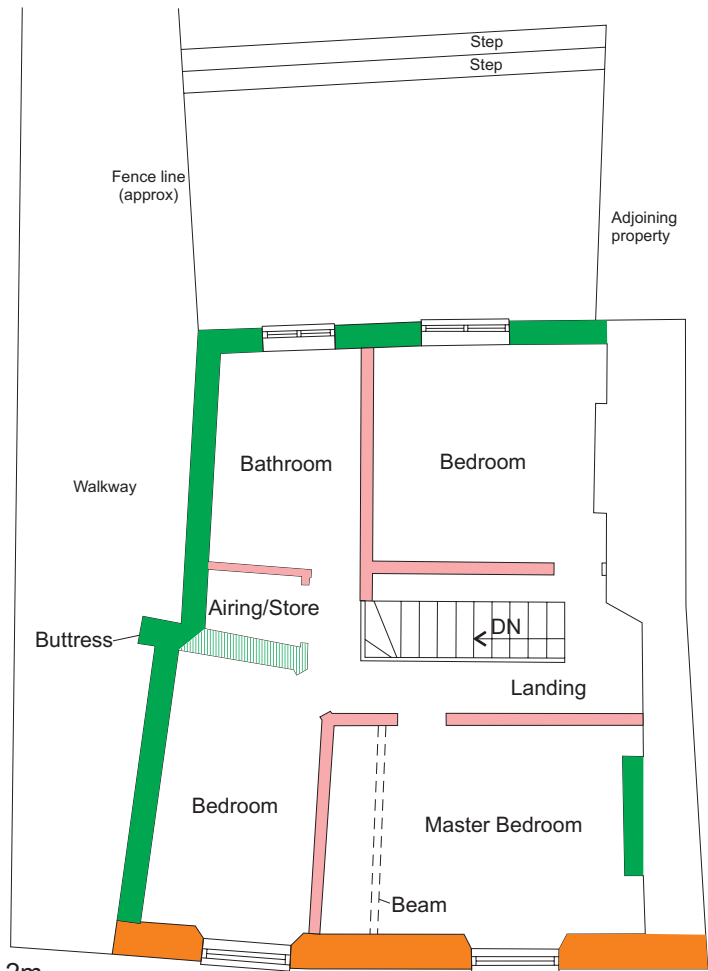 Step
Step
Fence line
(approx)
Adjoining
property
Bathroom
Bedroom
Walkway
Airing/Store
Buttress
DN
Landing
Bedroom
Master Bedroom
Beam
2m